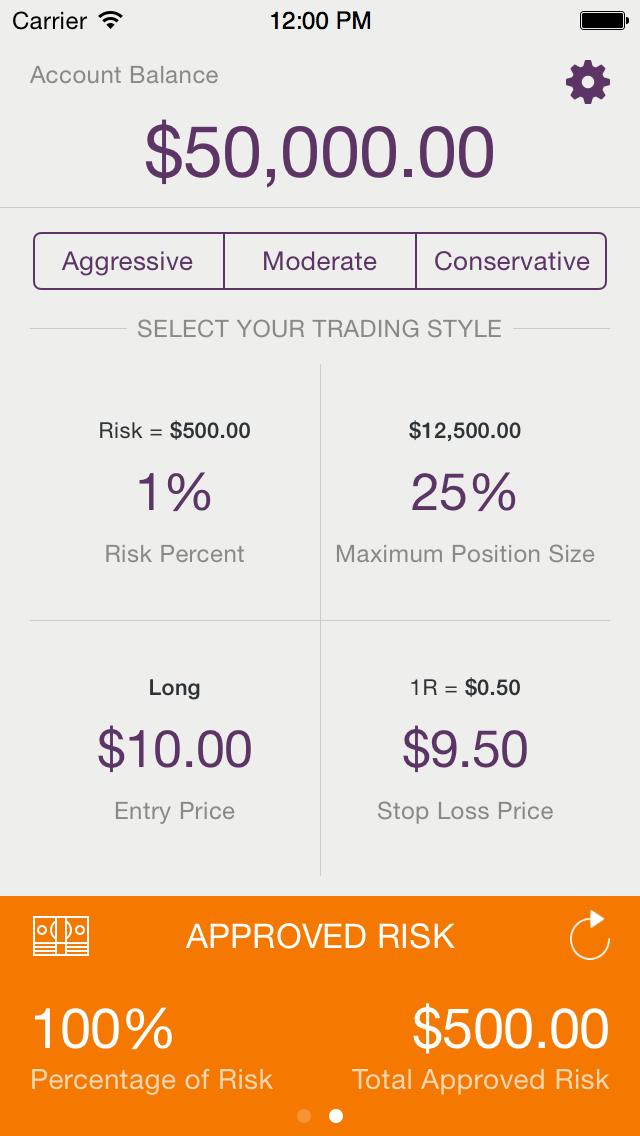 Carrier 12:00 PM
Account Balance
$50,000.00
Aggressive Moderate Conservative
SELECT YOUR TRADING STYLE
Risk = $500.00 $12,500.00
1% 25%
Risk Percent Maximum Position Size
Long 1R = $0.50
$10.00 $9.50
Entry Price Stop Loss Price
APPROVED RISK
100% $500.00
Percentage of Risk Total Approved Risk